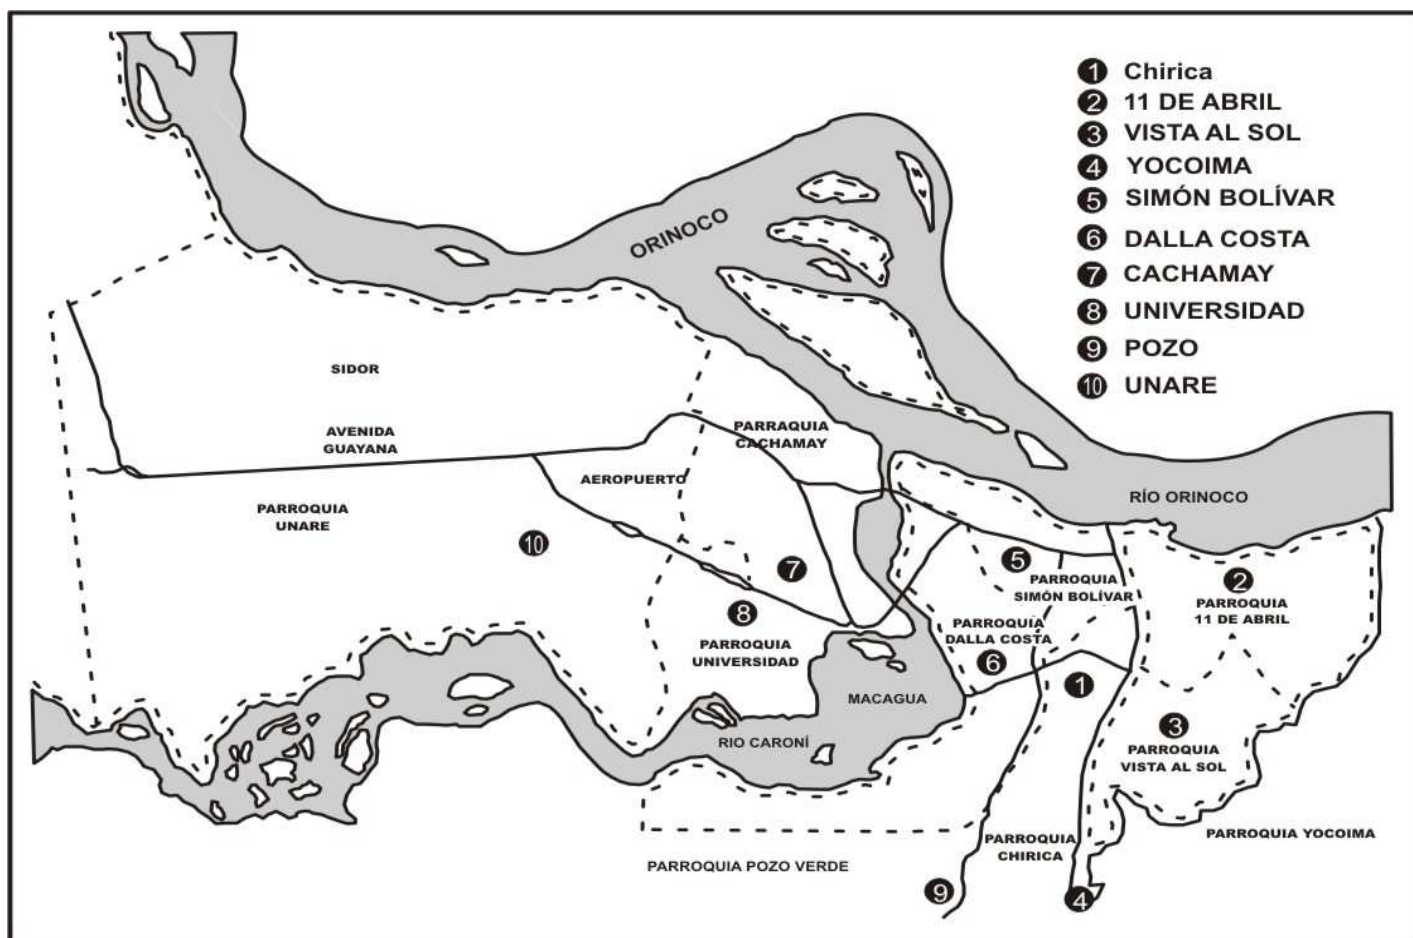 1 Chirica
2 11 DE ABRIL
3 VISTA AL SOL
4 YOCOIMA
5 SIMÓN BOLÍVAR
6 DALLA COSTA
7 CACHAMAY
8 UNIVERSIDAD
9 POZO
10 UNARE
ORINOCO
SIDOR
AVENIDA
GUAYANA
PARRAQUIA
CACHAMAY
AEROPUERTO
PARROQUIA
UNARE
10
7
8
PARROQUIA
UNIVERSIDAD
RÍO ORINOCO
5
PARROQUIA
SIMÓN BOLÍVAR
2
PARROQUIA
11 DE ABRIL
PARROQUIA
DALLA COSTA
6
1
MACAGUA
RIO CARONÍ
3
PARROQUIA
VISTA AL SOL
PARROQUIA YOCOIMA
PARROQUIA
CHIRICA
PARROQUIA POZO VERDE
9
4